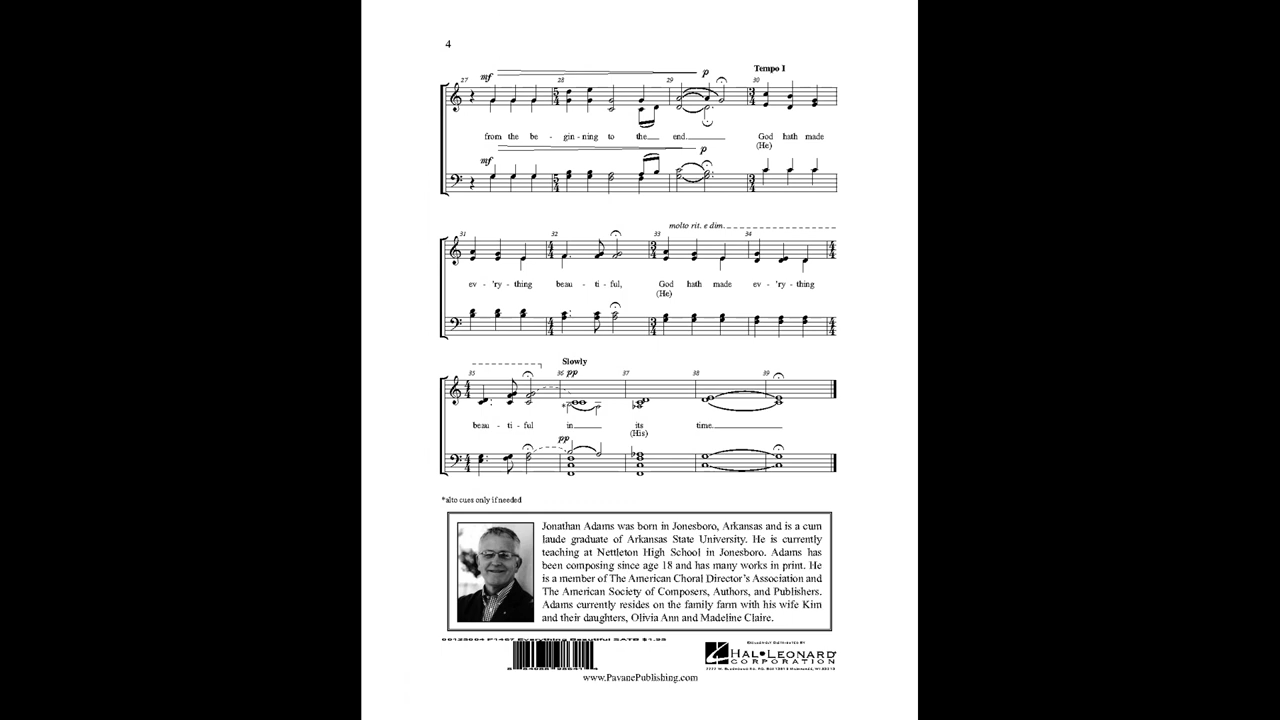 4
Tempo I
27 mf 28 29 p 30
from the be - gin - ning to the end. God hath made
(He)
mf p
molto rit. e dim.
31 32 33 34
ev - 'ry - thing beau - ti - ful, God hath made ev - 'ry - thing
(He)
Slowly
35 36 pp 37 38 39
beau - ti - ful in its time.
(His)
pp
*alto cues only if needed
Jonathan Adams was born in Jonesboro, Arkansas and is a cum
laude graduate of Arkansas State University. He is currently
teaching at Nettleton High School in Jonesboro. Adams has
been composing since age 18 and has many works in print. He
is a member of The American Choral Director's Association and
The American Society of Composers, Authors, and Publishers.
Adams currently resides on the family farm with his wife Kim
and their daughters, Olivia Ann and Madeline Claire.
P1467 Everything Beautiful SATB
EXCLUSIVELY DISTRIBUTED BY
HAL•LEONARD
CORPORATION
www.PavanePublishing.com